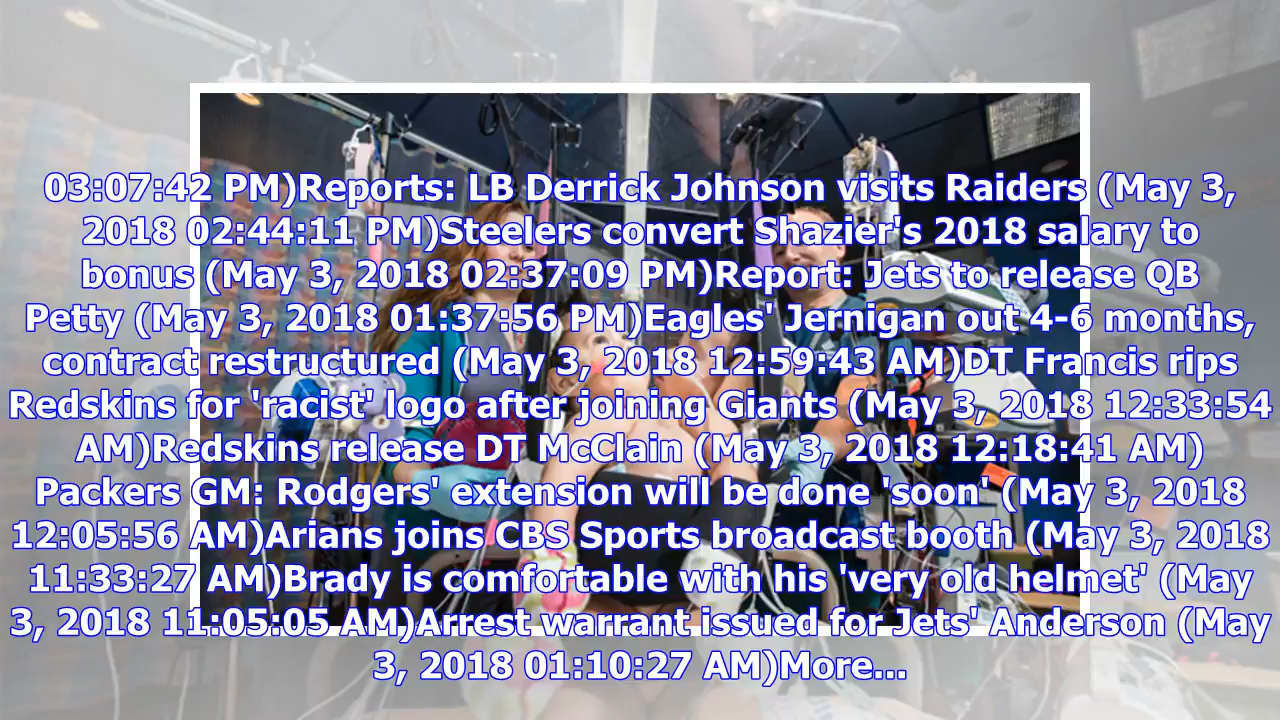 03:07:42 PM)Reports: LB Derrick Johnson visits Raiders (May 3,
2018 02:44:11 PM)Steelers convert Shazier's 2018 salary to
bonus (May 3, 2018 02:37:09 PM)Report: Jets to release QB
Petty (May 3, 2018 01:37:56 PM)Eagles' Jernigan out 4-6 months,
contract restructured (May 3, 2018 12:59:43 AM)DT Francis rips
Redskins for 'racist' logo after joining Giants (May 3, 2018 12:33:54
AM)Redskins release DT McClain (May 3, 2018 12:18:41 AM)
Packers GM: Rodgers' extension will be done 'soon' (May 3, 2018
12:05:56 AM)Arians joins CBS Sports broadcast booth (May 3, 2018
11:33:27 AM)Brady is comfortable with his 'very old helmet' (May
3, 2018 11:05:05 AM)Arrest warrant issued for Jets' Anderson (May
3, 2018 01:10:27 AM)More...